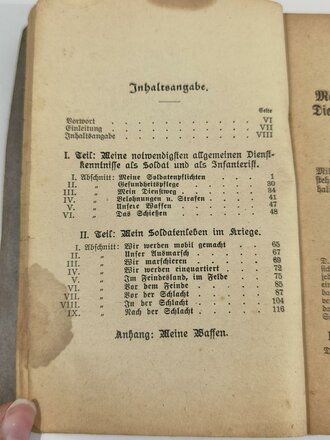 Inhaltsangabe.
Seite
Vorwort VI
Einleitung VII
Inhaltsangabe VIII
I. Teil: Meine notwendigsten allgemeinen Dienst-
kenntnisse als Soldat und als Infanterist.
I. Abschnitt: Meine Soldatenpflichten 1
II. „ Gesundheitspflege 30
III. „ Mein Dienstweg 34
IV. „ Belohnungen u. Strafen 41
V. „ Unsere Waffen 47
VI. „ Das Schießen 48
II. Teil: Mein Soldatenleben im Kriege.
I. Abschnitt: Wir werden mobil gemacht 65
II. „ Unser Ausmarsch 67
III. „ Wir marschieren 69
IV. „ Wir werden einquartiert 72
V. „ Im Feindesland, im Felde 75
VI. „ Vor dem Feinde 85
VII. „ Vor der Schlacht 87
VIII. „ In der Schlacht 104
IX. „ Nach der Schlacht 116
Anhang: Meine Waffen.